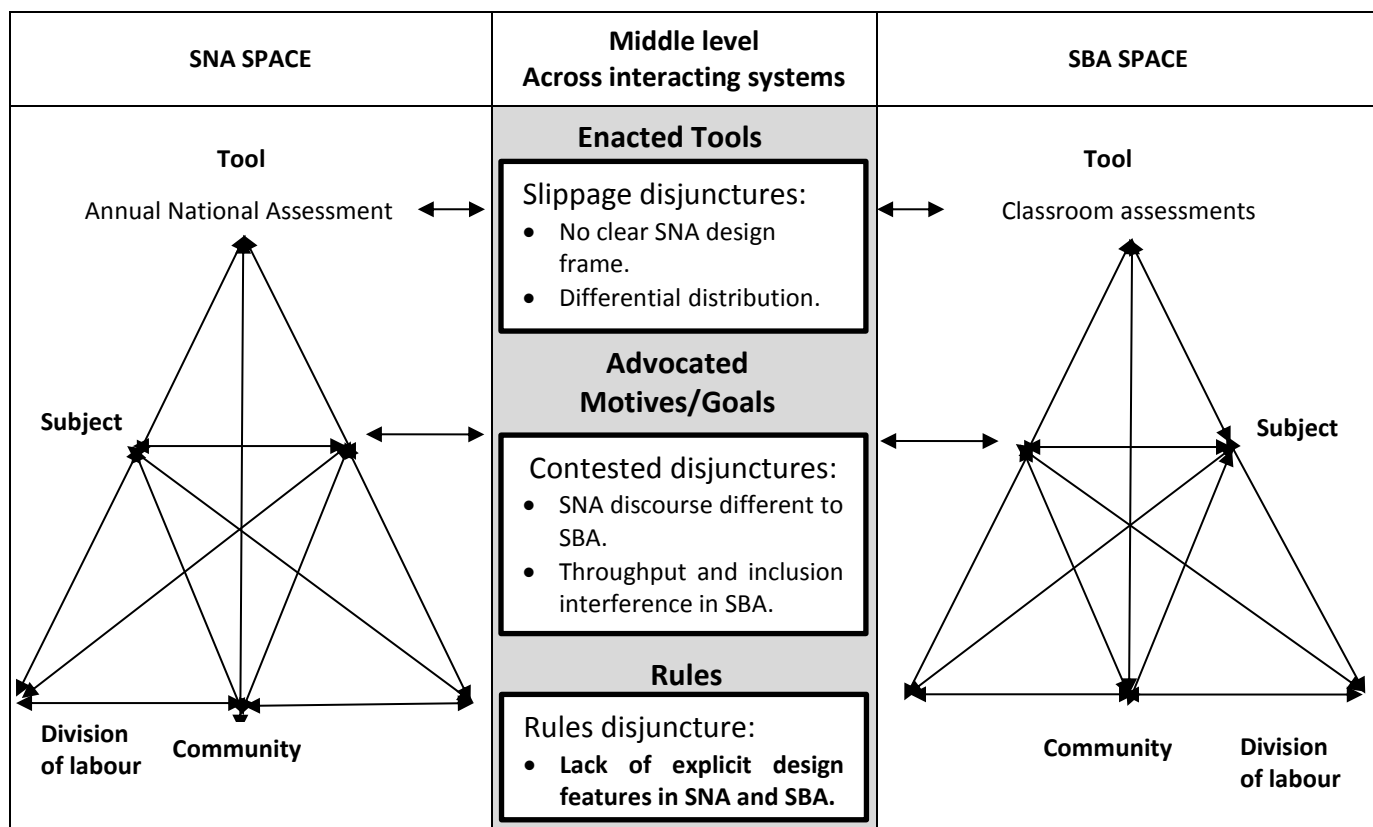 SNA SPACE
Middle level
Across interacting systems
SBA SPACE
Tool
Annual National Assessment
Subject
Division
of labour
Community
Enacted Tools
Slippage disjunctures:
• No clear SNA design
frame.
• Differential distribution.
Advocated
Motives/Goals
Contested disjunctures:
• SNA discourse different to
SBA.
• Throughput and inclusion
interference in SBA.
Rules
Rules disjuncture:
• Lack of explicit design
features in SNA and SBA.
Tool
Classroom assessments
Subject
Community
Division
of labour